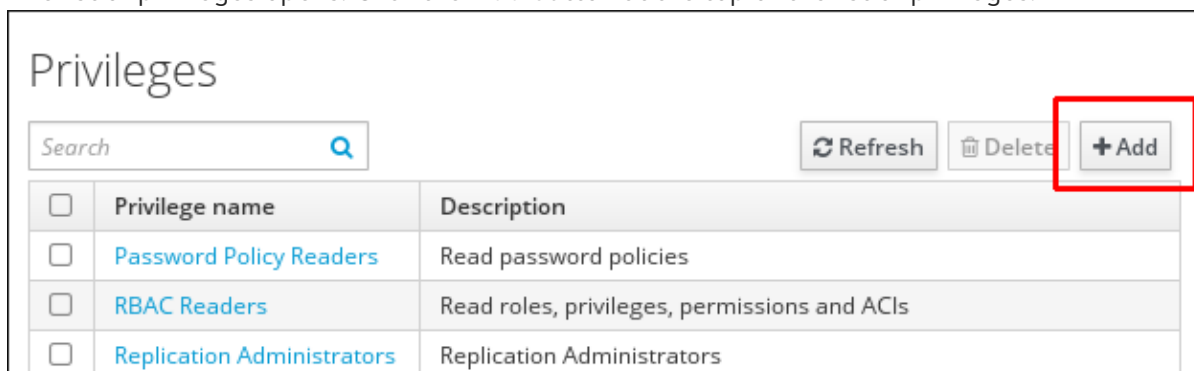 Privileges
Search
Refresh Delete Add
Privilege name Description
Password Policy Readers Read password policies
RBAC Readers Read roles, privileges, permissions and ACIs
Replication Administrators Replication Administrators